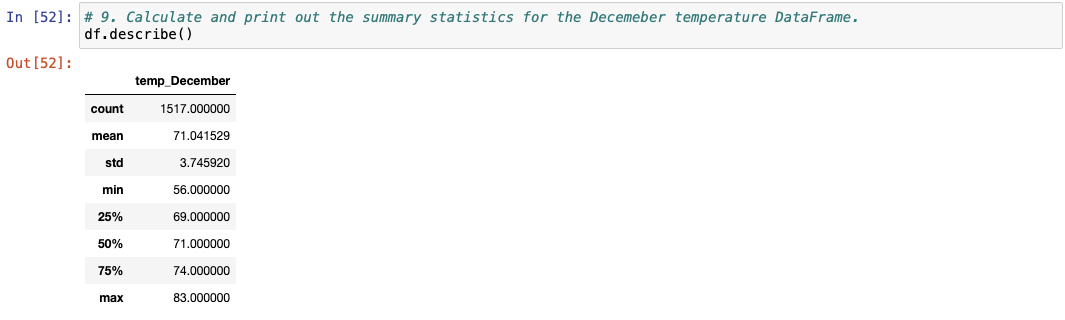 In [52]: # 9. Calculate and print out the summary statistics for the Decemeber temperature DataFrame.
df.describe()
Out[52]:
temp_December
count 1517.000000
mean 71.041529
std 3.745920
min 56.000000
25% 69.000000
50% 71.000000
75% 74.000000
max 83.000000